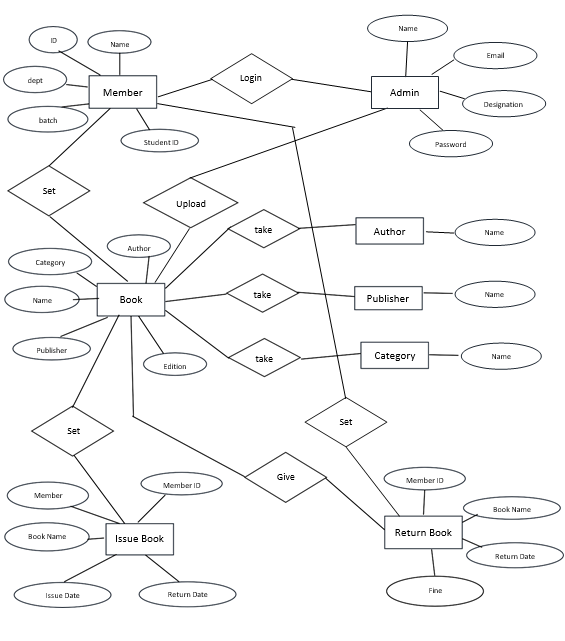 ID
Name
Name
Email
dept
Member
Login
Admin
Designation
batch
Student ID
Password
Set
Upload
take
Author
Name
Category
Author
Name
Book
take
Publisher
Name
Publisher
Edition
take
Category
Name
Set
Set
Give
Member ID
Member ID
Member
Book Name
Book Name
Issue Book
Return Book
Return Date
Issue Date
Return Date
Fine